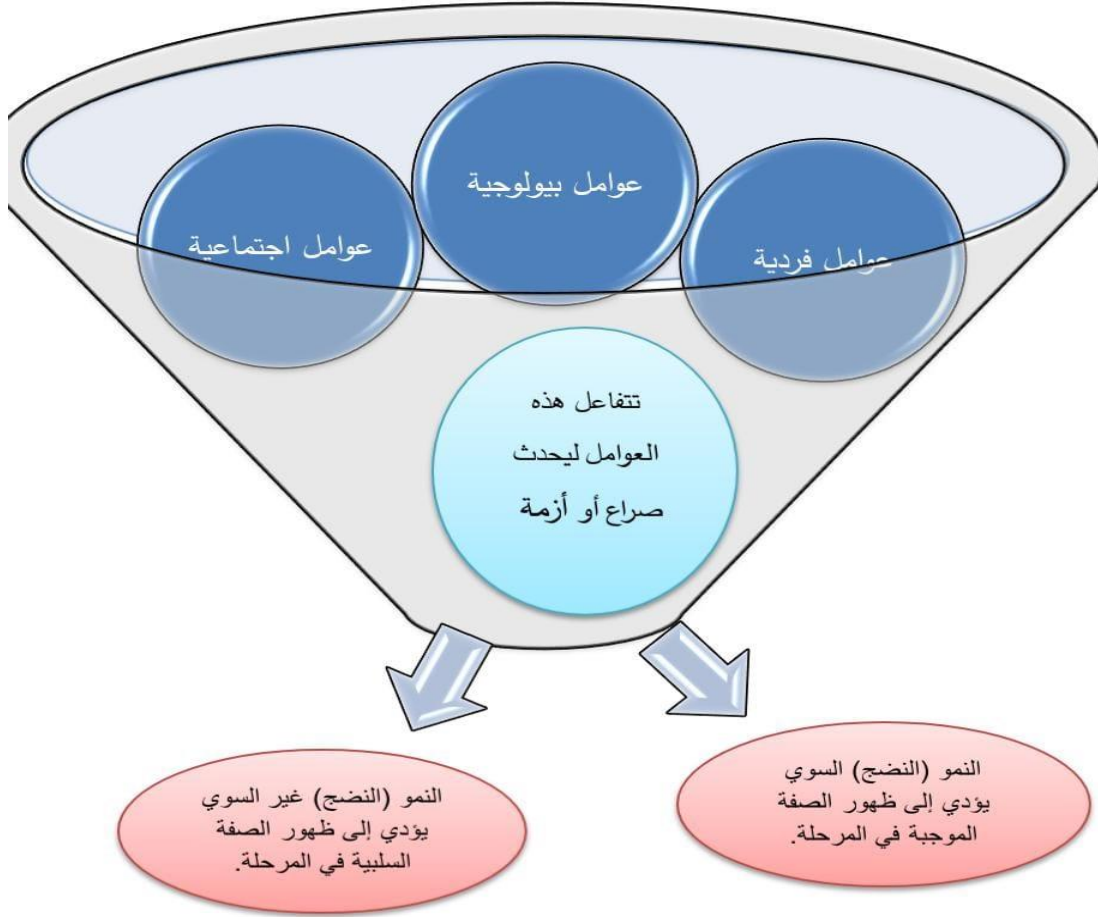 عوامل بيولوجية
عوامل فردية
عوامل اجتماعية
تتفاعل هذه
العوامل ليحدث
صراع أو أزمة
النمو (النضج) السوي
يؤدي إلى ظهور الصفة
الموجبة في المرحلة.
النمو (النضج) غير السوي
يؤدي إلى ظهور الصفة
السلبية في المرحلة.